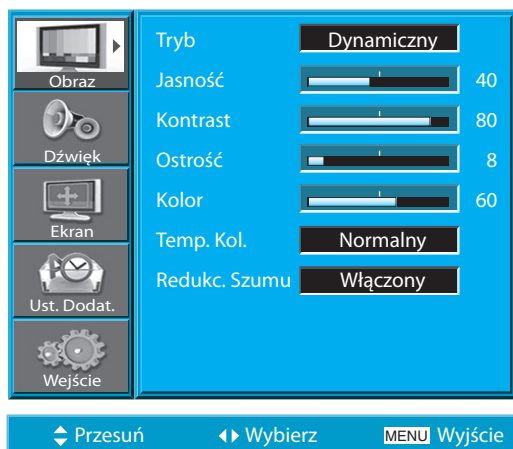 Obraz
Dźwięk
Ekran
Ust. Dodat.
Wejście
Tryb Dynamiczny
Jasność 40
Kontrast 80
Ostrość 8
Kolor 60
Temp. Kol. Normalny
Redukc. Szumu Włączony
Przesuń Wybierz MENU Wyjście